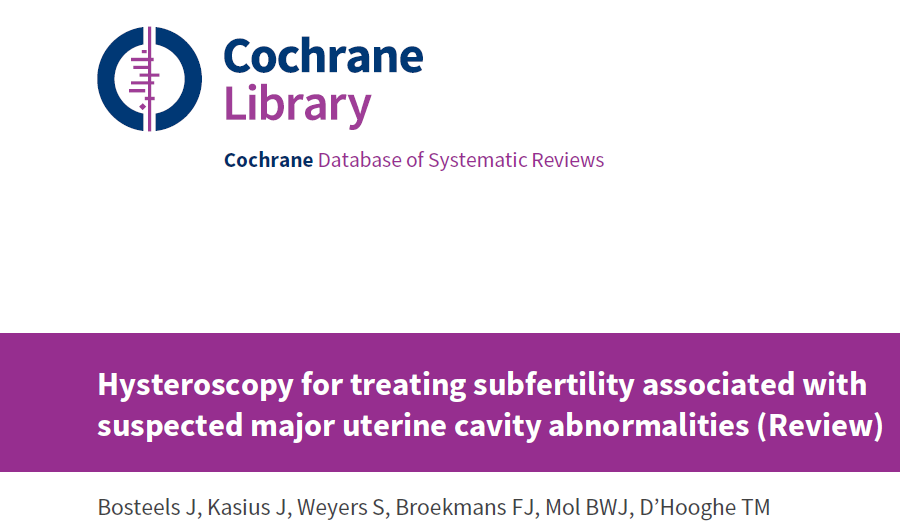 Cochrane
Library
Cochrane Database of Systematic Reviews
Hysteroscopy for treating subfertility associated with
suspected major uterine cavity abnormalities (Review)
Bosteels J, Kasius J, Weyers S, Broekmans FJ, Mol BWJ, D’Hooghe TM